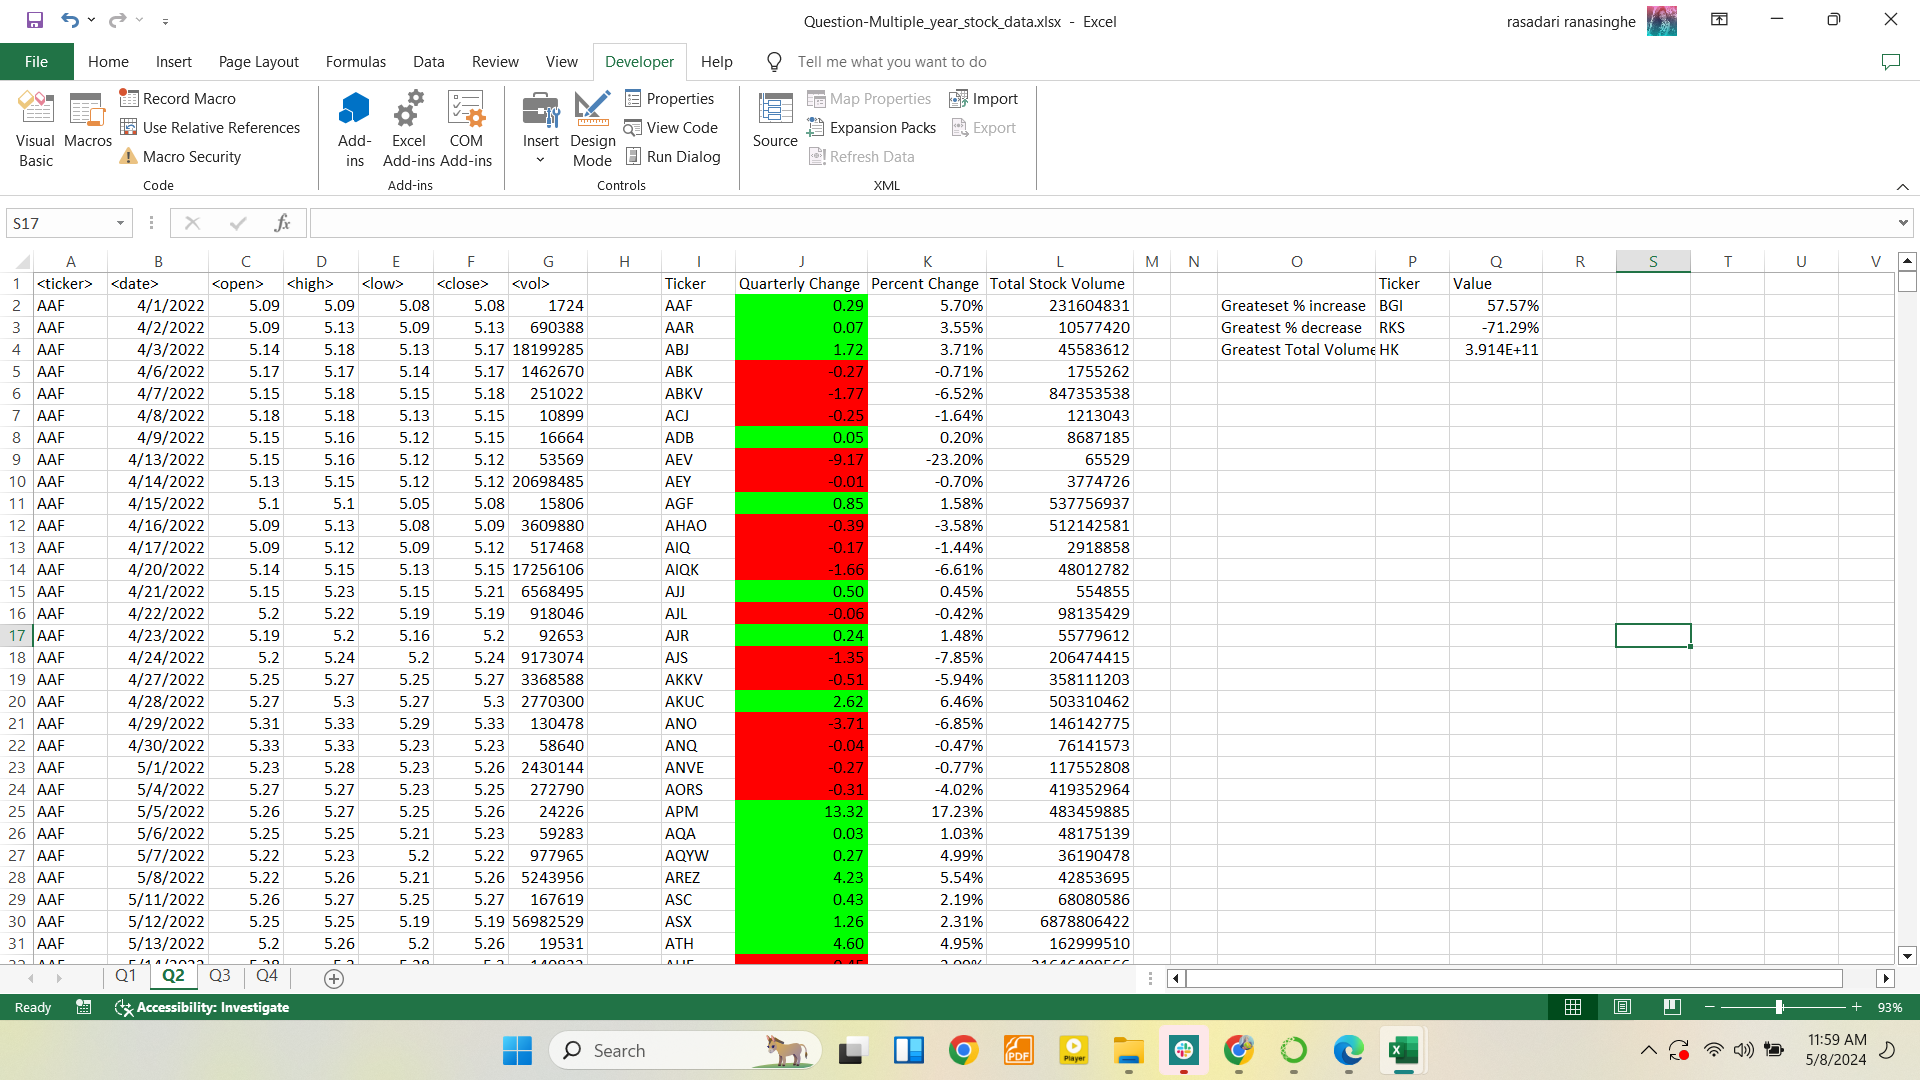 Question-Multiple_year_stock_data.xlsx - Excel
rasadari ranasinghe
File Home Insert Page Layout Formulas Data Review View Developer Help Tell me what you want to do
Visual Basic
Macros
Record Macro
Use Relative References
Macro Security
Code
Add-ins
Excel Add-ins
COM Add-ins
Add-ins
Insert
Design Mode
Properties
View Code
Run Dialog
Controls
Source
Map Properties
Expansion Packs
Refresh Data
Import
Export
XML
S17
fx
A B C D E F G H I J K L M N O P Q R S T U V
1 <ticker> <date> <open> <high> <low> <close> <vol> Ticker Quarterly Change Percent Change Total Stock Volume Ticker Value
2 AAF 4/1/2022 5.09 5.09 5.08 5.08 1724 AAF 0.29 5.70% 231604831 Greateset % increase BGI 57.57%
3 AAF 4/2/2022 5.09 5.13 5.09 5.13 690388 AAR 0.07 3.55% 10577420 Greatest % decrease RKS -71.29%
4 AAF 4/3/2022 5.14 5.18 5.13 5.17 18199285 ABJ 1.72 3.71% 45583612 Greatest Total Volume HK 3.914E+11
5 AAF 4/6/2022 5.17 5.17 5.14 5.17 1462670 ABK -0.27 -0.71% 1755262
6 AAF 4/7/2022 5.15 5.18 5.15 5.18 251022 ABKV -1.77 -6.52% 847353538
7 AAF 4/8/2022 5.18 5.18 5.13 5.15 10899 ACJ -0.25 -1.64% 1213043
8 AAF 4/9/2022 5.15 5.16 5.12 5.15 16664 ADB 0.05 0.20% 8687185
9 AAF 4/13/2022 5.15 5.16 5.12 5.12 53569 AEV -9.17 -23.20% 65529
10 AAF 4/14/2022 5.13 5.15 5.12 5.12 20698485 AEY -0.01 -0.70% 3774726
11 AAF 4/15/2022 5.1 5.1 5.05 5.08 15806 AGF 0.85 1.58% 537756937
12 AAF 4/16/2022 5.09 5.13 5.08 5.09 3609880 AHAO -0.39 -3.58% 512142581
13 AAF 4/17/2022 5.09 5.12 5.09 5.12 517468 AIQ -0.17 -1.44% 2918858
14 AAF 4/20/2022 5.14 5.15 5.13 5.15 17256106 AIQK -1.66 -6.61% 48012782
15 AAF 4/21/2022 5.15 5.23 5.15 5.21 6568495 AJJ 0.50 0.45% 554855
16 AAF 4/22/2022 5.2 5.22 5.19 5.19 918046 AJL -0.06 -0.42% 98135429
17 AAF 4/23/2022 5.19 5.2 5.16 5.2 92653 AJR 0.24 1.48% 55779612
18 AAF 4/24/2022 5.2 5.24 5.2 5.24 9173074 AJS -1.35 -7.85% 206474415
19 AAF 4/27/2022 5.25 5.27 5.25 5.27 3368588 AKKV -0.51 -5.94% 358111203
20 AAF 4/28/2022 5.27 5.3 5.27 5.3 2770300 AKUC 2.62 6.46% 503310462
21 AAF 4/29/2022 5.31 5.33 5.29 5.33 130478 ANO -3.71 -6.85% 146142775
22 AAF 4/30/2022 5.33 5.33 5.23 5.23 58640 ANQ -0.04 -0.47% 76141573
23 AAF 5/1/2022 5.23 5.28 5.23 5.26 2430144 ANVE -0.27 -0.77% 117552808
24 AAF 5/4/2022 5.27 5.27 5.23 5.25 272790 AORS -0.31 -4.02% 419352964
25 AAF 5/5/2022 5.26 5.27 5.25 5.26 24226 APM 13.32 17.23% 483459885
26 AAF 5/6/2022 5.25 5.25 5.21 5.23 59283 AQA 0.03 1.03% 48175139
27 AAF 5/7/2022 5.22 5.23 5.2 5.22 977965 AQYW 0.27 4.99% 36190478
28 AAF 5/8/2022 5.22 5.26 5.21 5.26 5243956 AREZ 4.23 5.54% 42853695
29 AAF 5/11/2022 5.26 5.27 5.25 5.27 167619 ASC 0.43 2.19% 68080586
30 AAF 5/12/2022 5.25 5.25 5.19 5.19 56982529 ASX 1.26 2.31% 6878806422
31 AAF 5/13/2022 5.2 5.26 5.2 5.26 19531 ATH 4.60 4.95% 162999510
Q1 Q2 Q3 Q4
Ready Accessibility: Investigate 93%
Search
PDF
Player
11:59 AM
5/8/2024